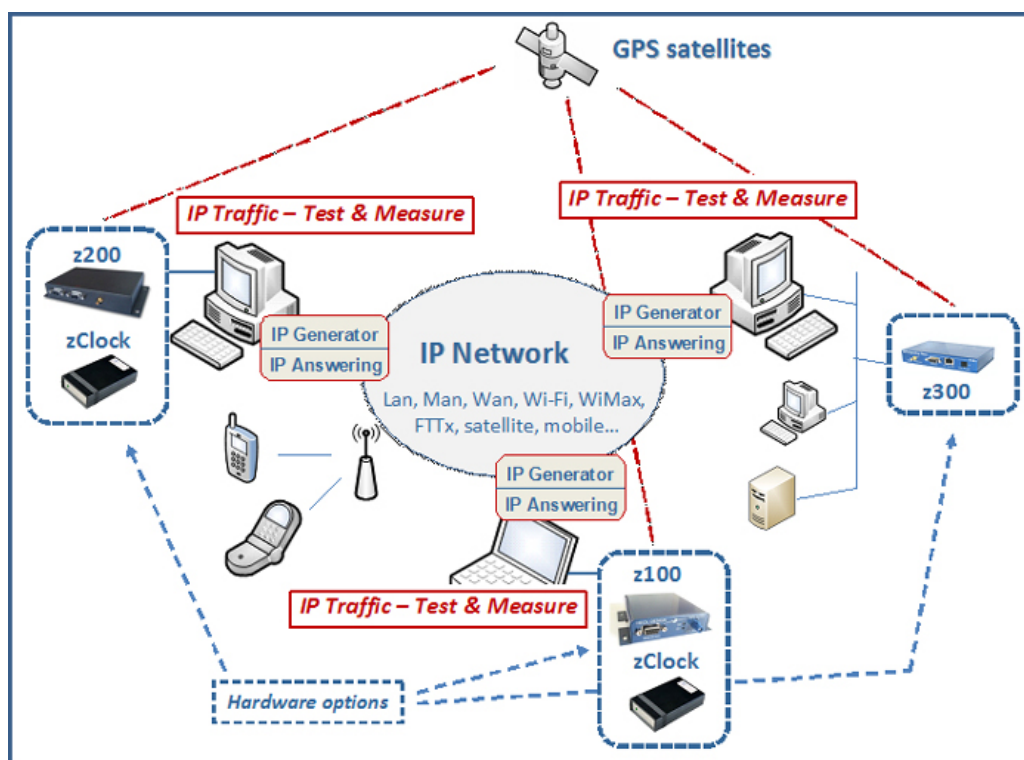 GPS satellites
IP Traffic – Test & Measure
IP Traffic – Test & Measure
z200
zClock
IP Generator
IP Answering
IP Network
Lan, Man, Wan, Wi-Fi, WiMax,
FTTx, satellite, mobile...
IP Generator
IP Answering
z300
IP Generator
IP Answering
IP Traffic – Test & Measure
z100
zClock
Hardware options